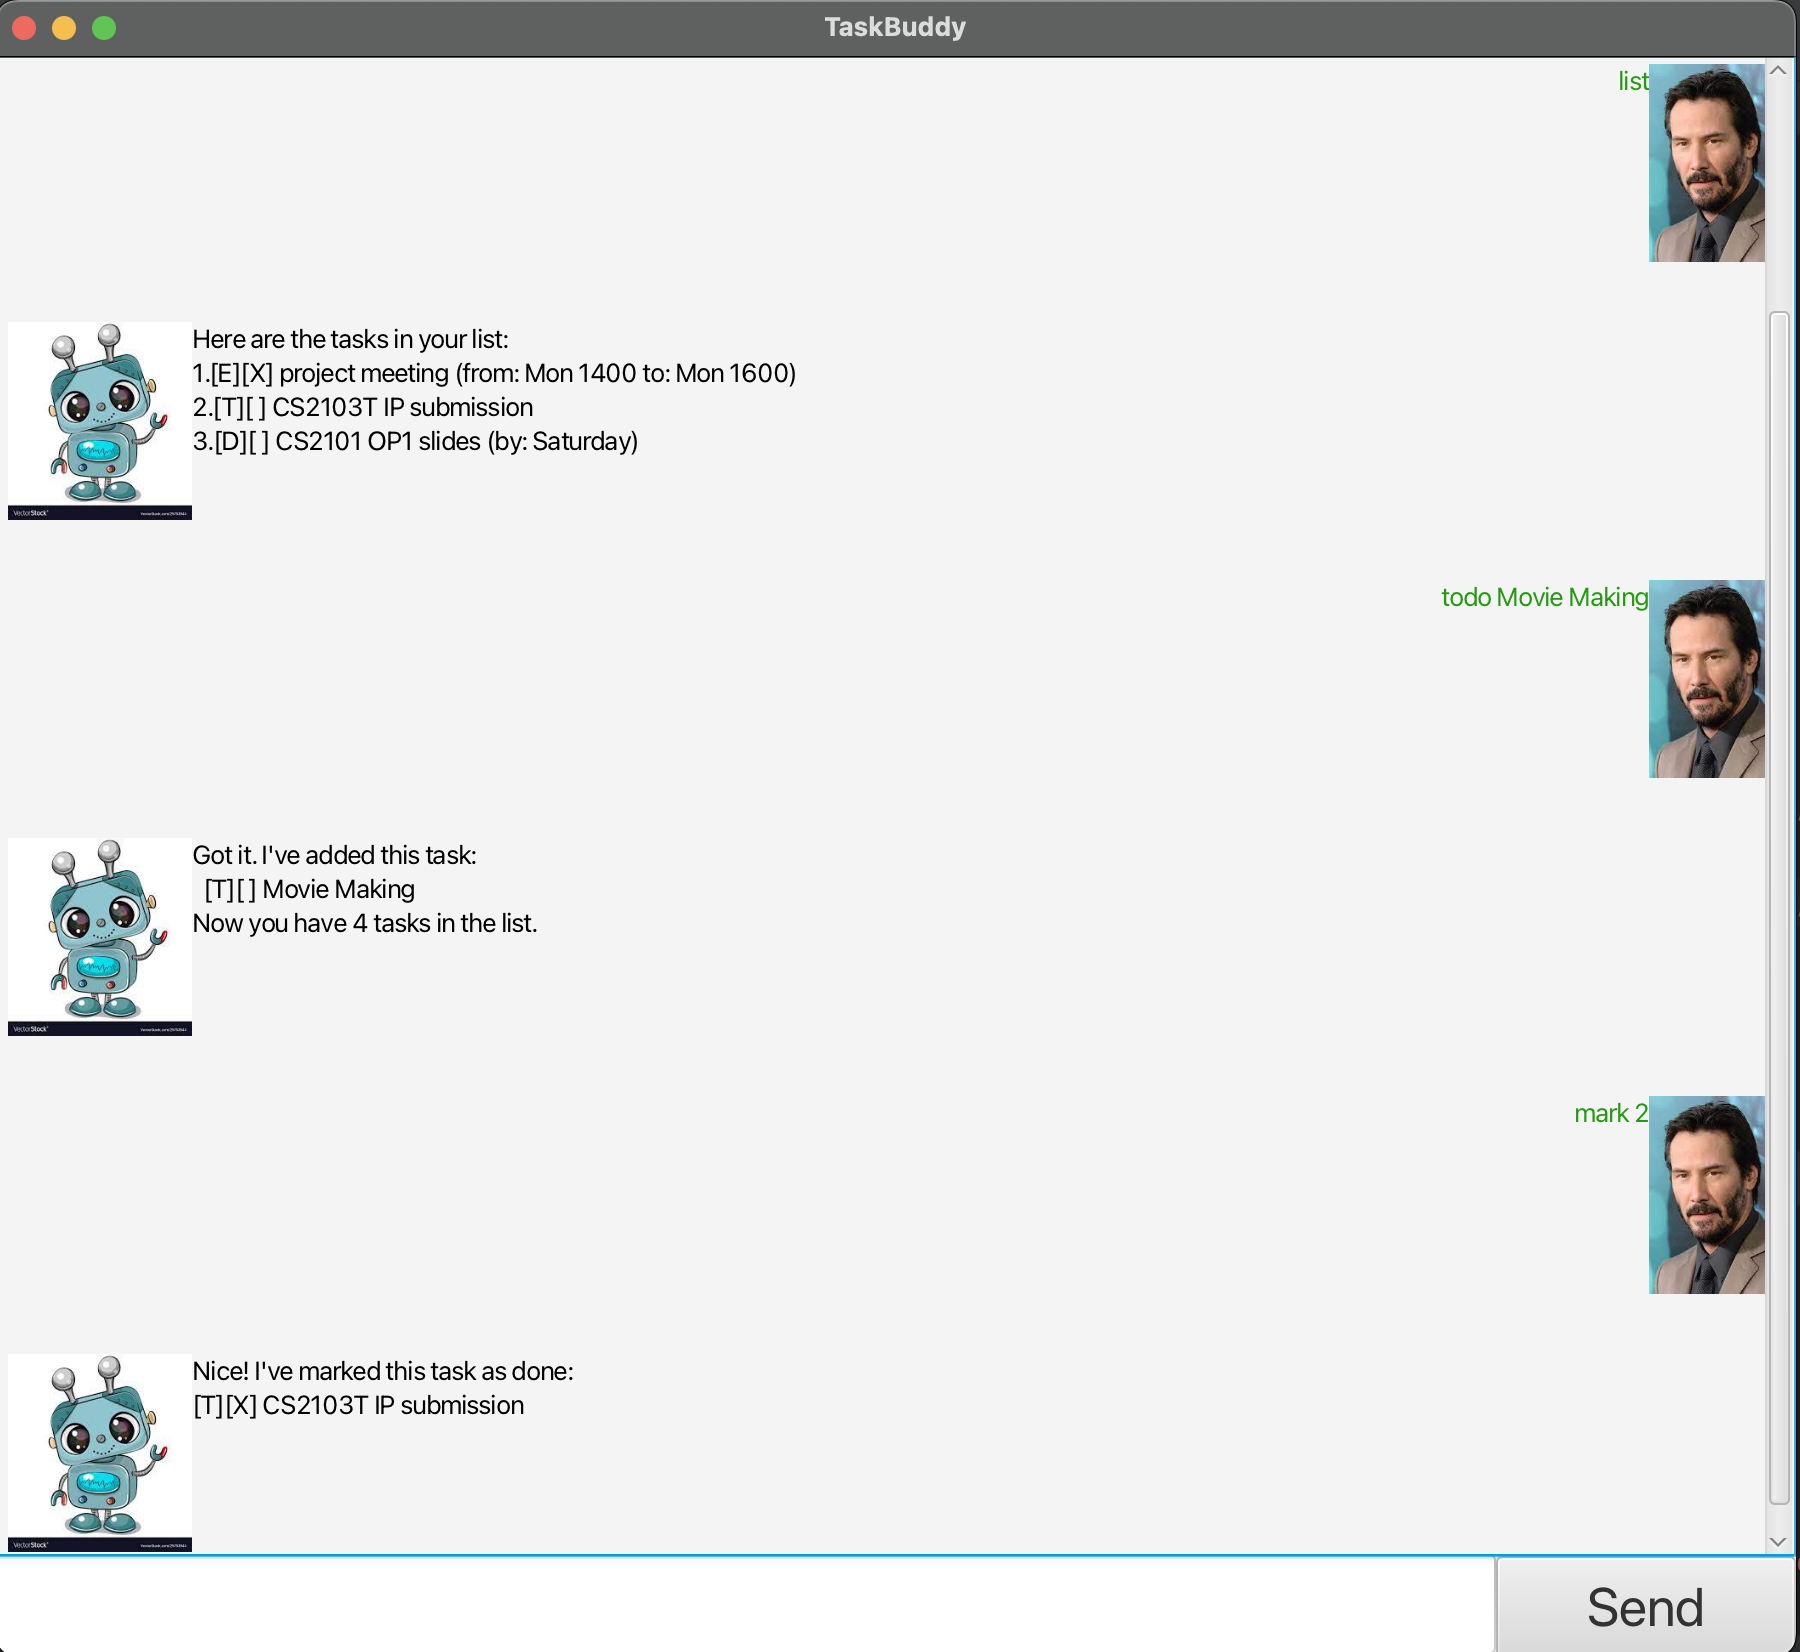 TaskBuddy
list
Here are the tasks in your list:
1.[E][X] project meeting (from: Mon 1400 to: Mon 1600)
2.[T][ ] CS2103T IP submission
3.[D][ ] CS2101 OP1 slides (by: Saturday)
VectorStock
todo Movie Making
Got it. I've added this task:
[T][ ] Movie Making
Now you have 4 tasks in the list.
VectorStock
mark 2
Nice! I've marked this task as done:
[T][X] CS2103T IP submission
VectorStock
Send